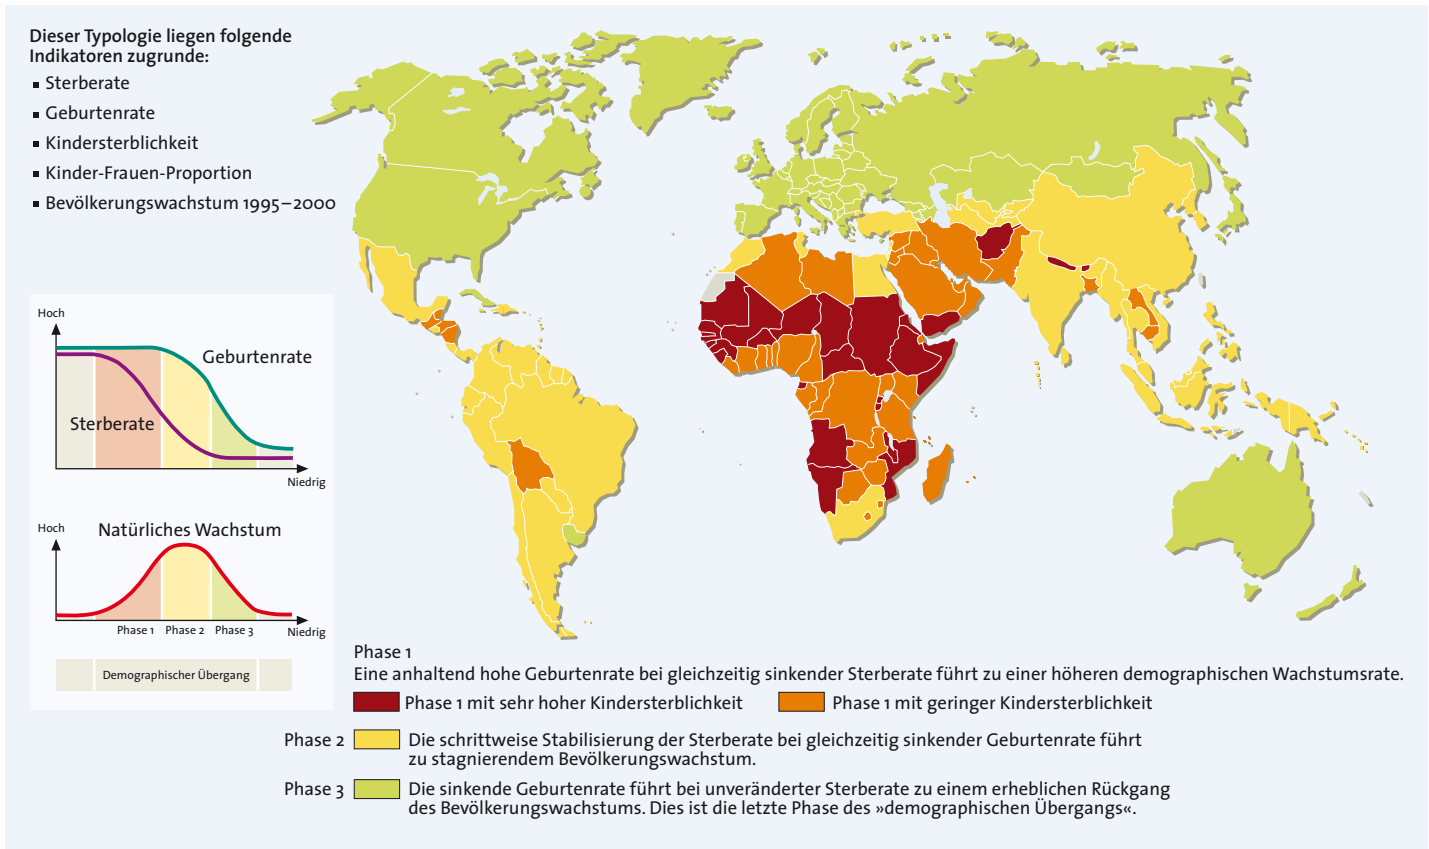 Dieser Typologie liegen folgende
Indikatoren zugrunde:
▪ Sterberate
▪ Geburtenrate
▪ Kindersterblichkeit
▪ Kinder-Frauen-Proportion
▪ Bevölkerungswachstum 1995–2000
Hoch
Geburtenrate
Sterberate
Niedrig
Hoch
Natürliches Wachstum
Phase 1
Phase 2
Phase 3
Niedrig
Demographischer Übergang
Phase 1
Eine anhaltend hohe Geburtenrate bei gleichzeitig sinkender Sterberate führt zu einer höheren demographischen Wachstumsrate.
Phase 1 mit sehr hoher Kindersterblichkeit
Phase 1 mit geringer Kindersterblichkeit
Phase 2 Die schrittweise Stabilisierung der Sterberate bei gleichzeitig sinkender Geburtenrate führt
zu stagnierendem Bevölkerungswachstum.
Phase 3 Die sinkende Geburtenrate führt bei unveränderter Sterberate zu einem erheblichen Rückgang
des Bevölkerungswachstums. Dies ist die letzte Phase des »demographischen Übergangs«.